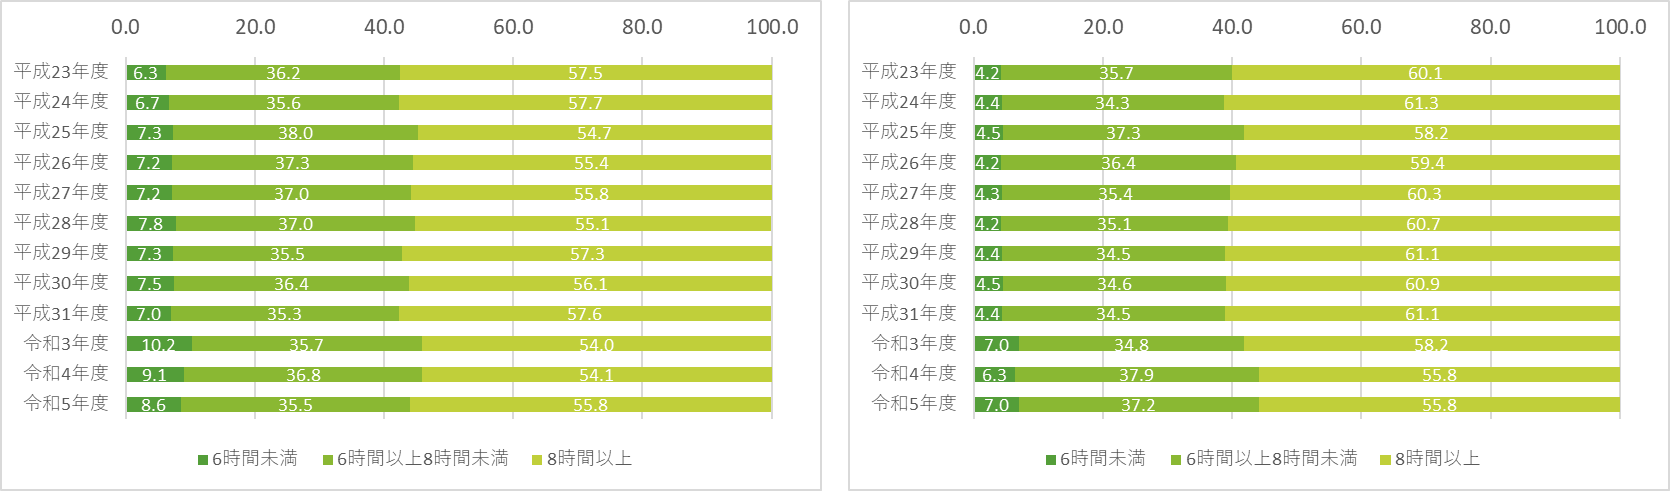 0.0 20.0 40.0 60.0 80.0 100.0
平成23年度 6.3 36.2 57.5
平成24年度 6.7 35.6 57.7
平成25年度 7.3 38.0 54.7
平成26年度 7.2 37.3 55.4
平成27年度 7.2 37.0 55.8
平成28年度 7.8 37.0 55.1
平成29年度 7.3 35.5 57.3
平成30年度 7.5 36.4 56.1
平成31年度 7.0 35.3 57.6
令和3年度 10.2 35.7 54.0
令和4年度 9.1 36.8 54.1
令和5年度 8.6 35.5 55.8
6時間未満 6時間以上8時間未満 8時間以上
0.0 20.0 40.0 60.0 80.0 100.0
平成23年度 4.2 35.7 60.1
平成24年度 4.4 34.3 61.3
平成25年度 4.5 37.3 58.2
平成26年度 4.2 36.4 59.4
平成27年度 4.3 35.4 60.3
平成28年度 4.2 35.1 60.7
平成29年度 4.4 34.5 61.1
平成30年度 4.5 34.6 60.9
平成31年度 4.4 34.5 61.1
令和3年度 7.0 34.8 58.2
令和4年度 6.3 37.9 55.8
令和5年度 7.0 37.2 55.8
6時間未満 6時間以上8時間未満 8時間以上